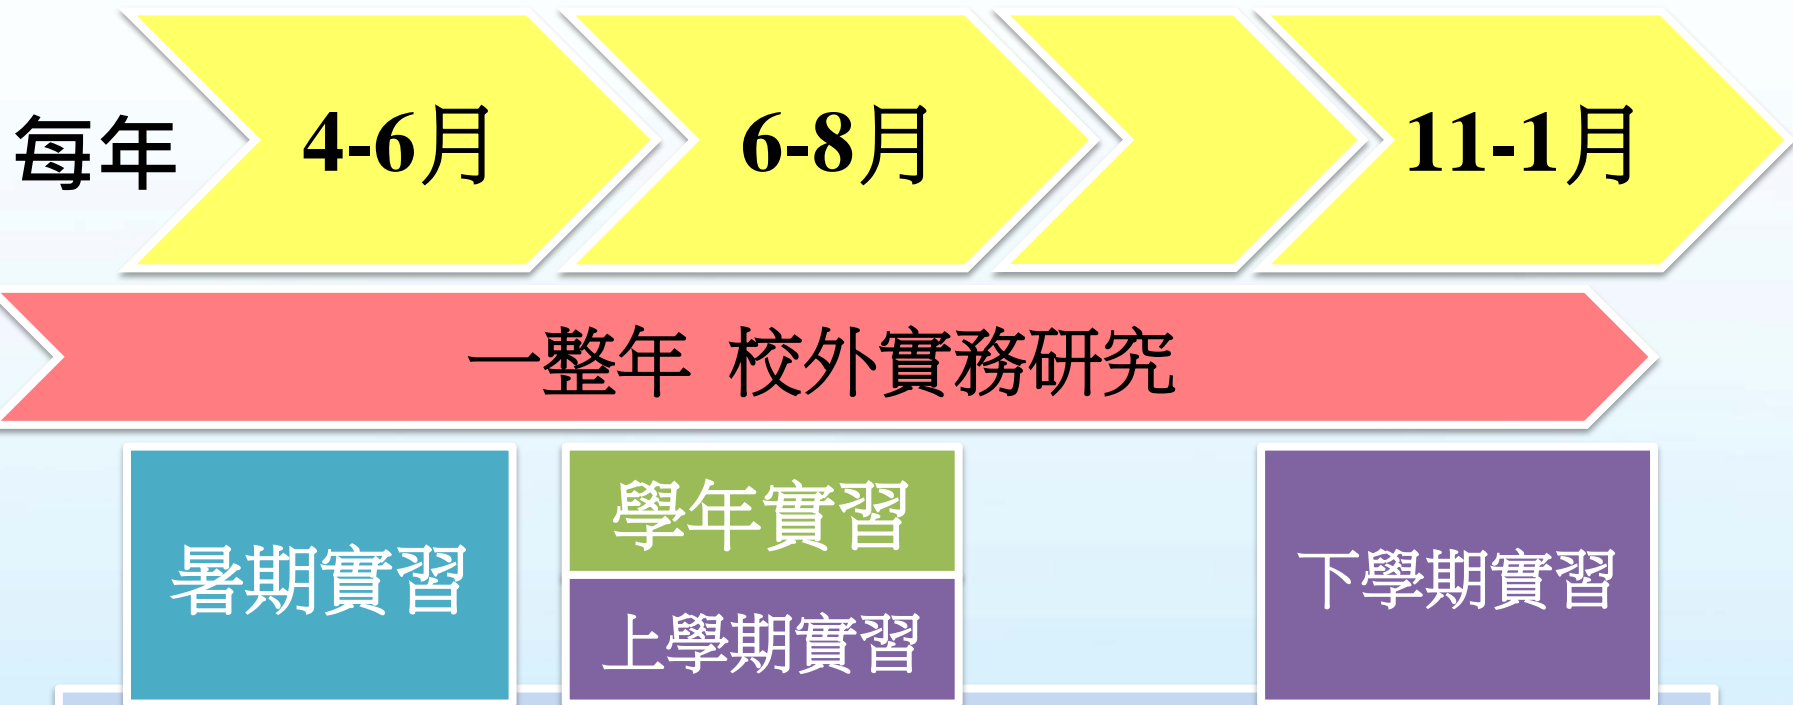 每年 4-6月 6-8月 11-1月
一整年 校外實務研究
暑期實習
學年實習
上學期實習
下學期實習